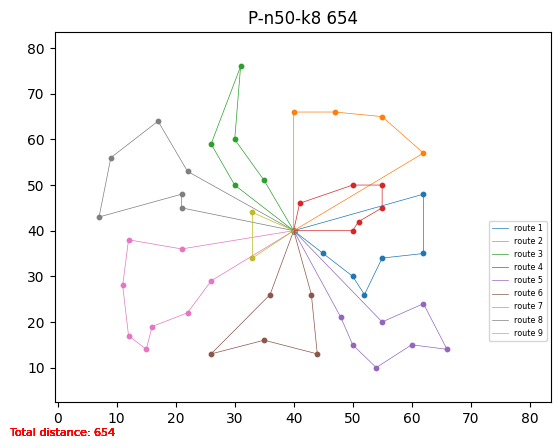 P-n50-k8 654
80
70
60
50
40
30
20
10
0 10 20 30 40 50 60 70 80
route 1
route 2
route 3
route 4
route 5
route 6
route 7
route 8
route 9
Total distance: 654